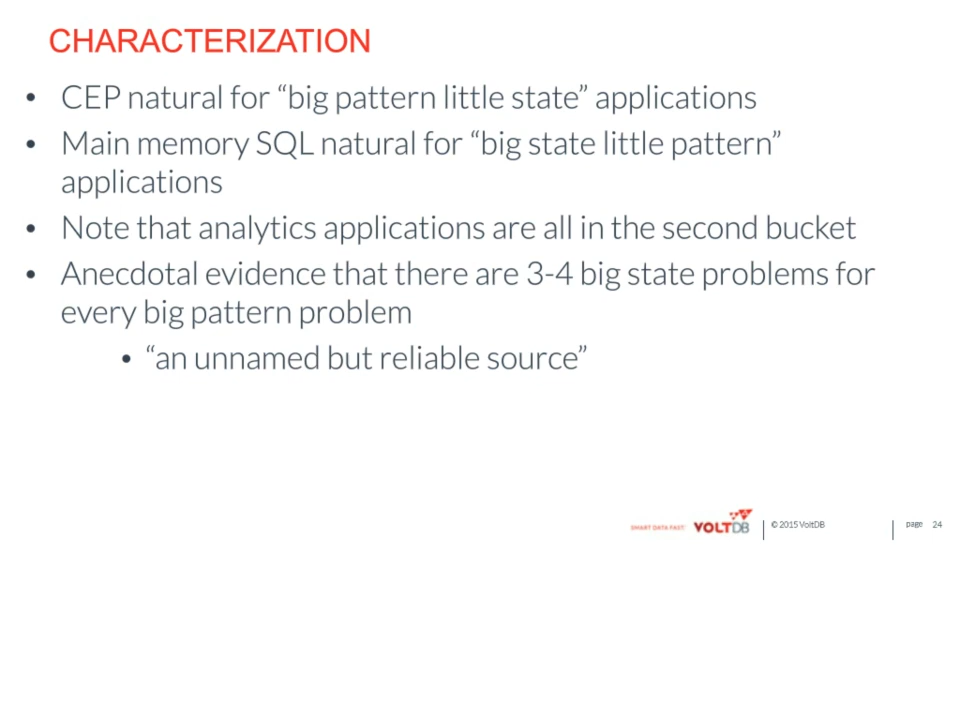 CHARACTERIZATION
• CEP natural for “big pattern little state” applications
• Main memory SQL natural for “big state little pattern”
applications
• Note that analytics applications are all in the second bucket
• Anecdotal evidence that there are 3-4 big state problems for
every big pattern problem
• “an unnamed but reliable source”
SMART DATA FAST. VOLTDB © 2015 VoltDB page 24